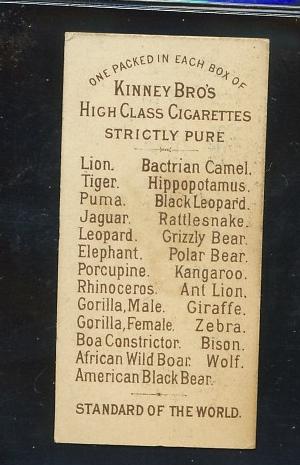 ONE PACKED IN EACH BOX OF
KINNEY BRO'S
HIGH CLASS CIGARETTES
STRICTLY PURE
Lion. Bactrian Camel.
Tiger. Hippopotamus.
Puma. Black Leopard.
Jaguar. Rattlesnake.
Leopard. Grizzly Bear.
Elephant. Polar Bear.
Porcupine. Kangaroo.
Rhinoceros. Ant Lion.
Gorilla, Male. Giraffe.
Gorilla, Female. Zebra.
Boa Constrictor. Bison.
African Wild Boar. Wolf.
American Black Bear.
STANDARD OF THE WORLD.